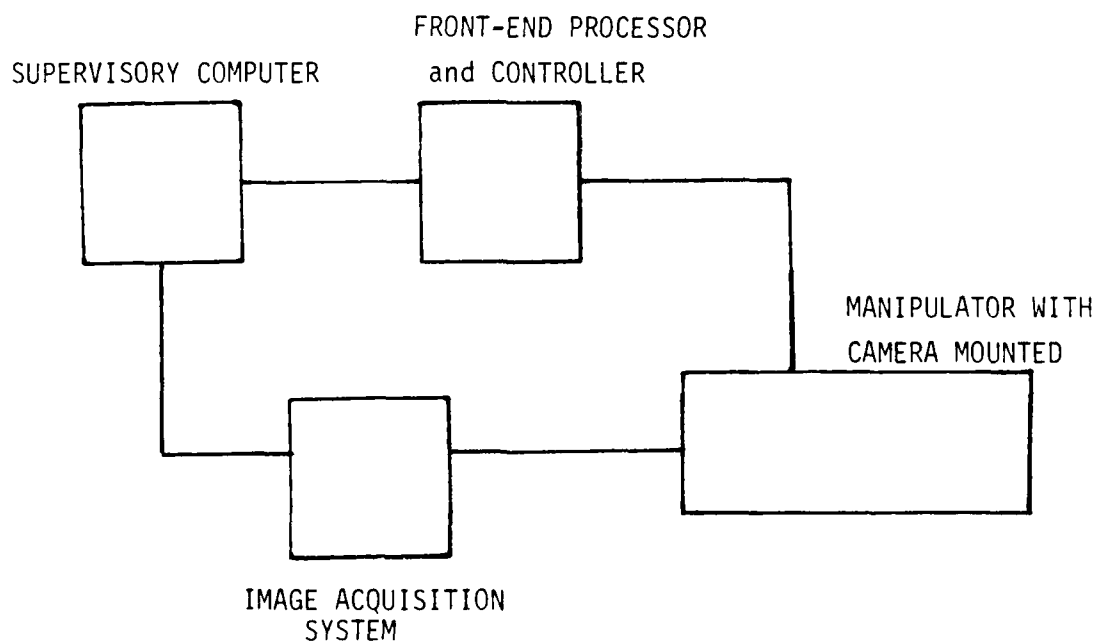 FRONT-END PROCESSOR
and CONTROLLER
SUPERVISORY COMPUTER
MANIPULATOR WITH
CAMERA MOUNTED
IMAGE ACQUISITION
SYSTEM